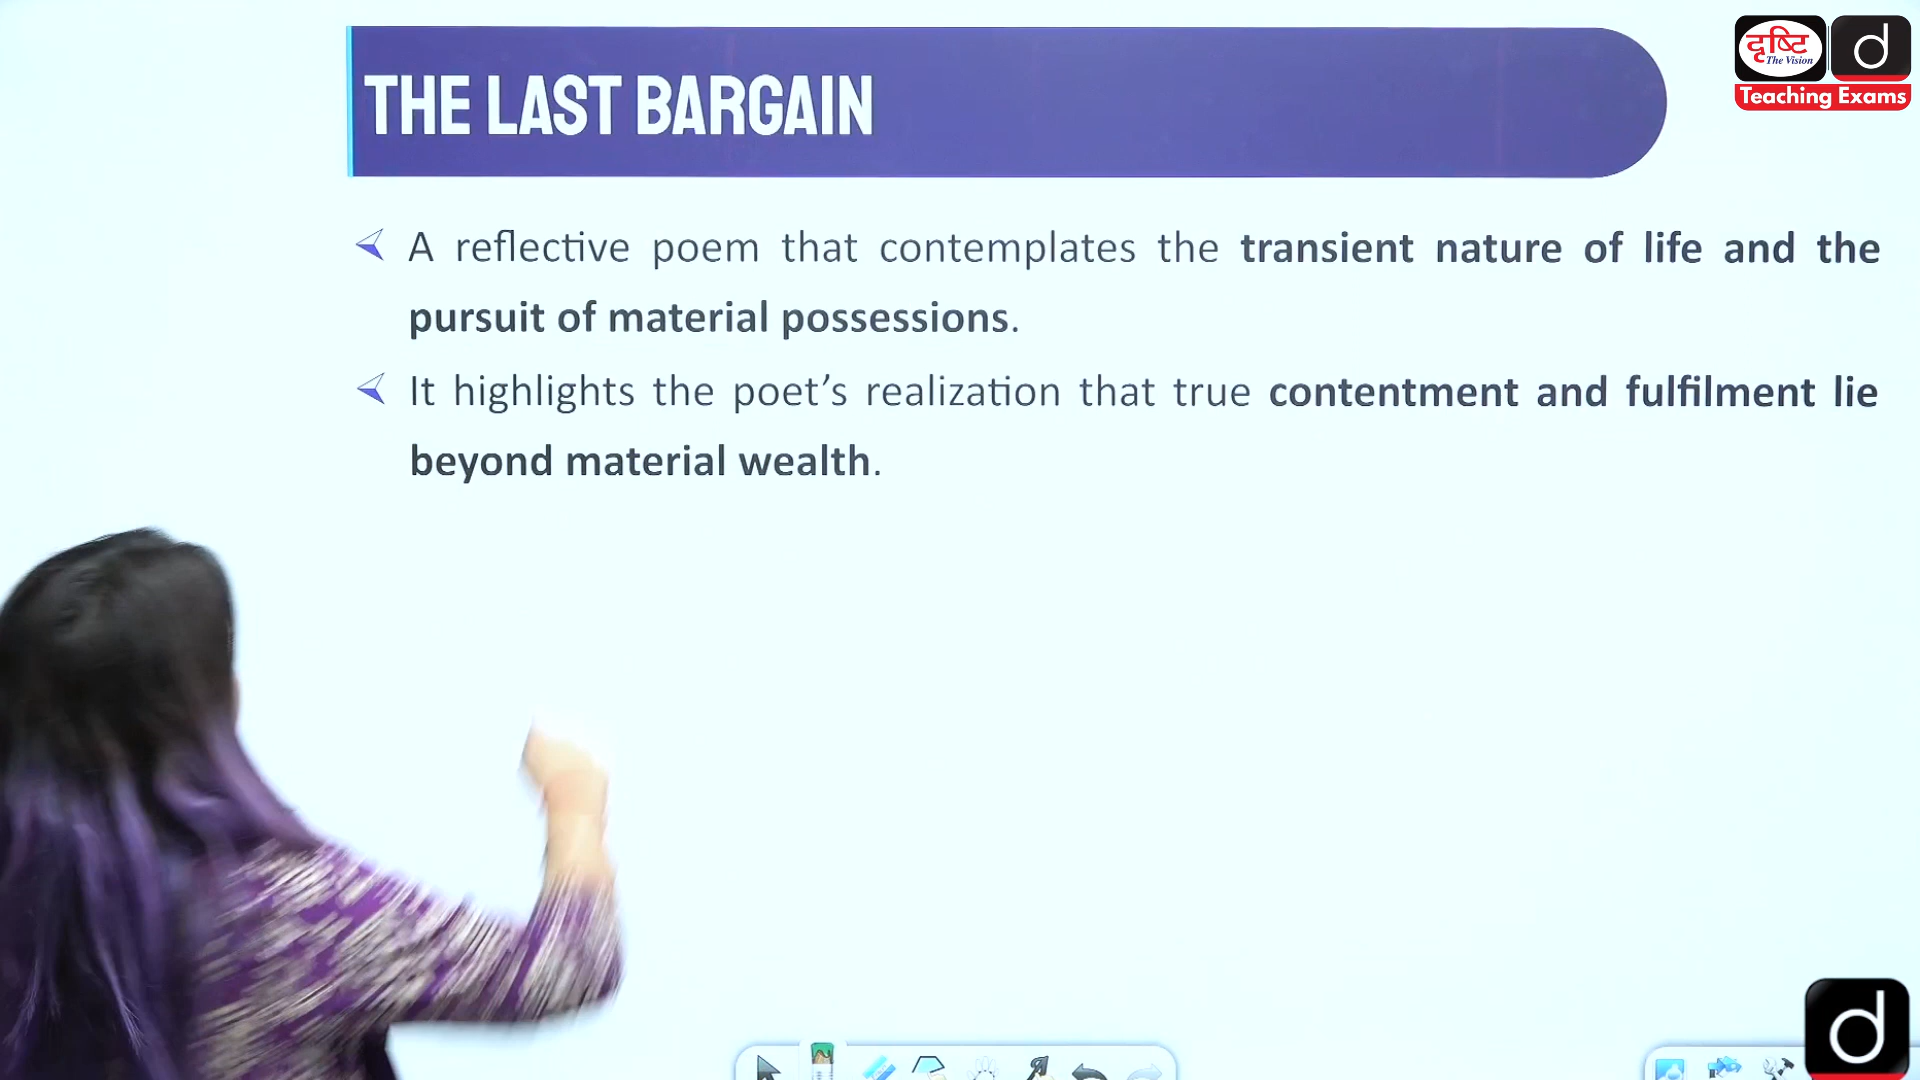 THE LAST BARGAIN
दृष्टि
The Vision
d
Teaching Exams
A reflective poem that contemplates the transient nature of life and the
pursuit of material possessions.
It highlights the poet’s realization that true contentment and fulfilment lie
beyond material wealth.
d